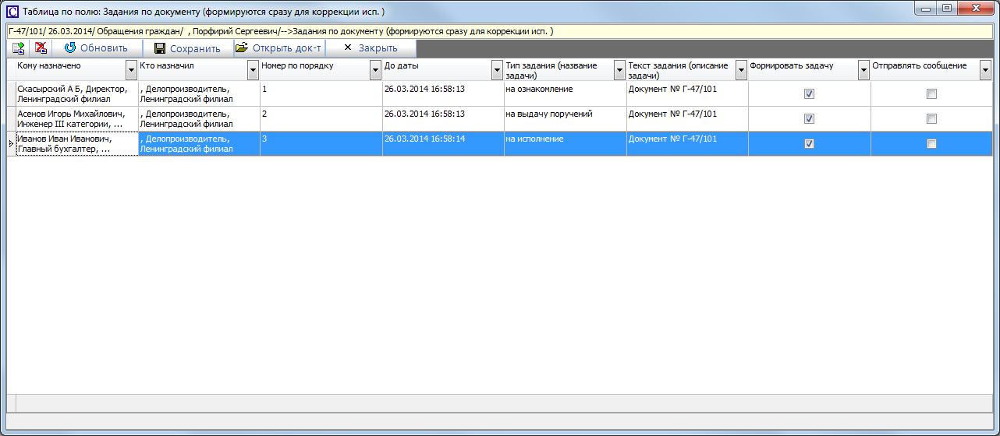 C Таблица по полю: Задания по документу (формируются сразу для коррекции исп. )
Г-47/101/ 26.03.2014/ Обращения граждан/ , Порфирий Сергеевич/-->Задания по документу (формируются сразу для коррекции исп. )
Обновить Сохранить Открыть док-т Закрыть
Кому назначено Кто назначил Номер по порядку До даты Тип задания (название Текст задания (описание Формировать задачу Отправлять сообщение
задачи) задачи)
Скасырский А Б, Директор, , Делопроизводитель, 1 26.03.2014 16:58:13 на ознакомление Документ № Г-47/101
Ленинградский филиал Ленинградский филиал
Асенов Игорь Михайлович, , Делопроизводитель, 2 26.03.2014 16:58:13 на выдачу поручений Документ № Г-47/101
Инженер III категории, ... Ленинградский филиал
Иванов Иван Иванович, , Делопроизводитель, 3 26.03.2014 16:58:14 на исполнение Документ № Г-47/101
Главный бухгалтер, ... Ленинградский филиал